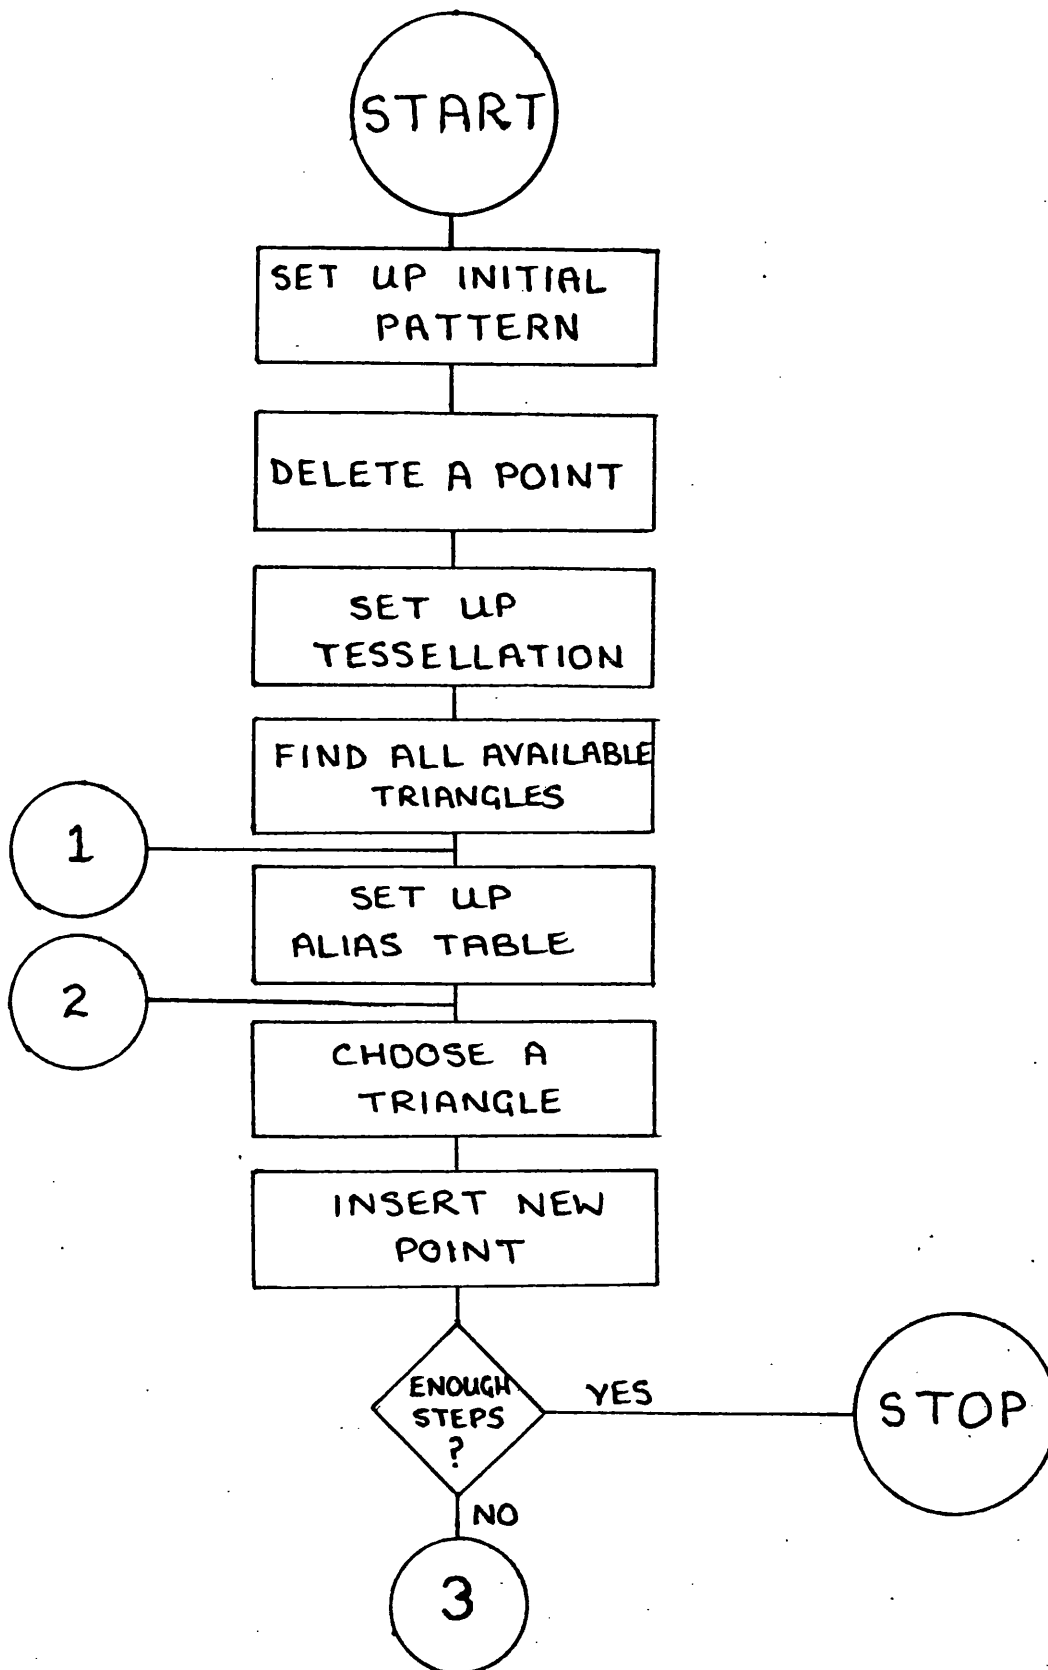 START
SET UP INITIAL
PATTERN
DELETE A POINT
SET UP
TESSELLATION
FIND ALL AVAILABLE
TRIANGLES
1
SET UP
ALIAS TABLE
2
CHOOSE A
TRIANGLE
INSERT NEW
POINT
ENOUGH
STEPS
?
YES
STOP
NO
3